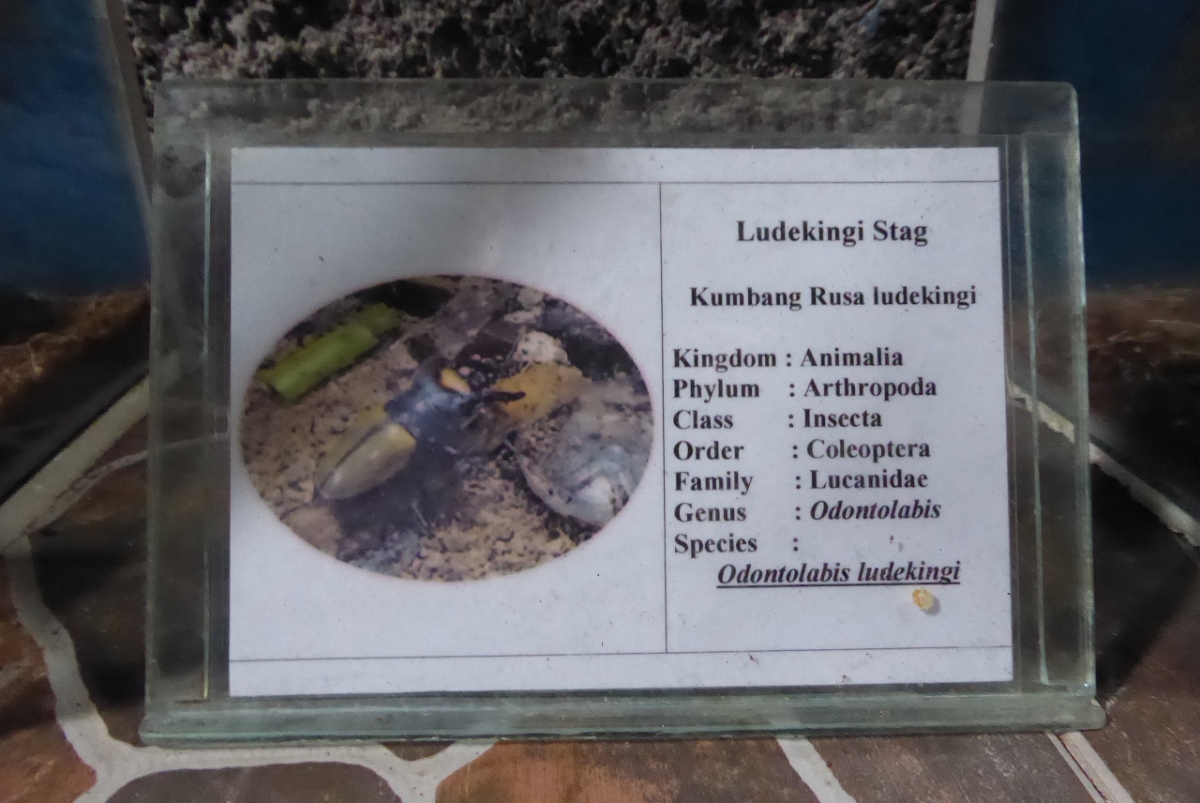 Ludekingi Stag
Kumbang Rusa ludekingi
Kingdom : Animalia
Phylum : Arthropoda
Class : Insecta
Order : Coleoptera
Family : Lucanidae
Genus : Odontolabis
Species :
Odontolabis ludekingi